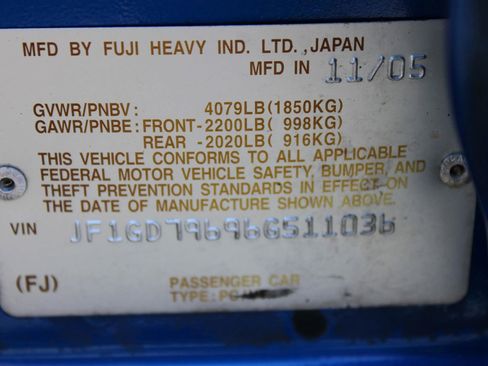 MFD BY FUJI HEAVY IND. LTD., JAPAN
MFD IN 11/05
GVWR/PNBV: 4079LB(1850KG)
GAWR/PNBE: FRONT-2200LB( 998KG)
REAR -2020LB( 916KG)
THIS VEHICLE CONFORMS TO ALL APPLICABLE
FEDERAL MOTOR VEHICLE SAFETY, BUMPER, AND
THEFT PREVENTION STANDARDS IN EFFECT ON
THE DATE OF MANUFACTURE SHOWN ABOVE.
VIN JF1GD79696G511036
(FJ) PASSENGER CAR
TYPE: